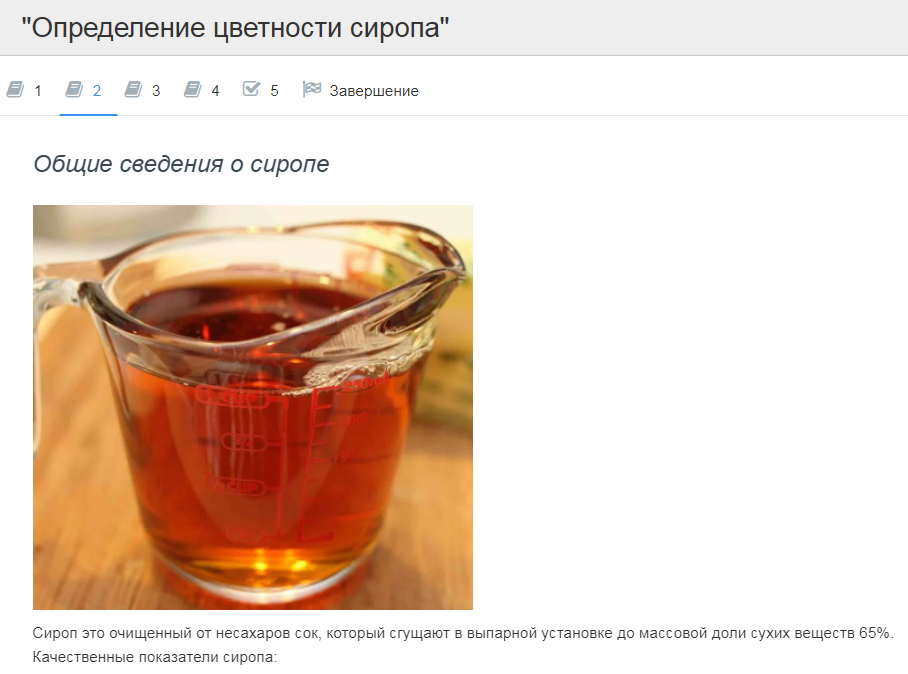 "Определение цветности сиропа"
1 2 3 4 5 Завершение
Общие сведения о сиропе
Сироп это очищенный от несахаров сок, который сгущают в выпарной установке до массовой доли сухих веществ 65%.
Качественные показатели сиропа: